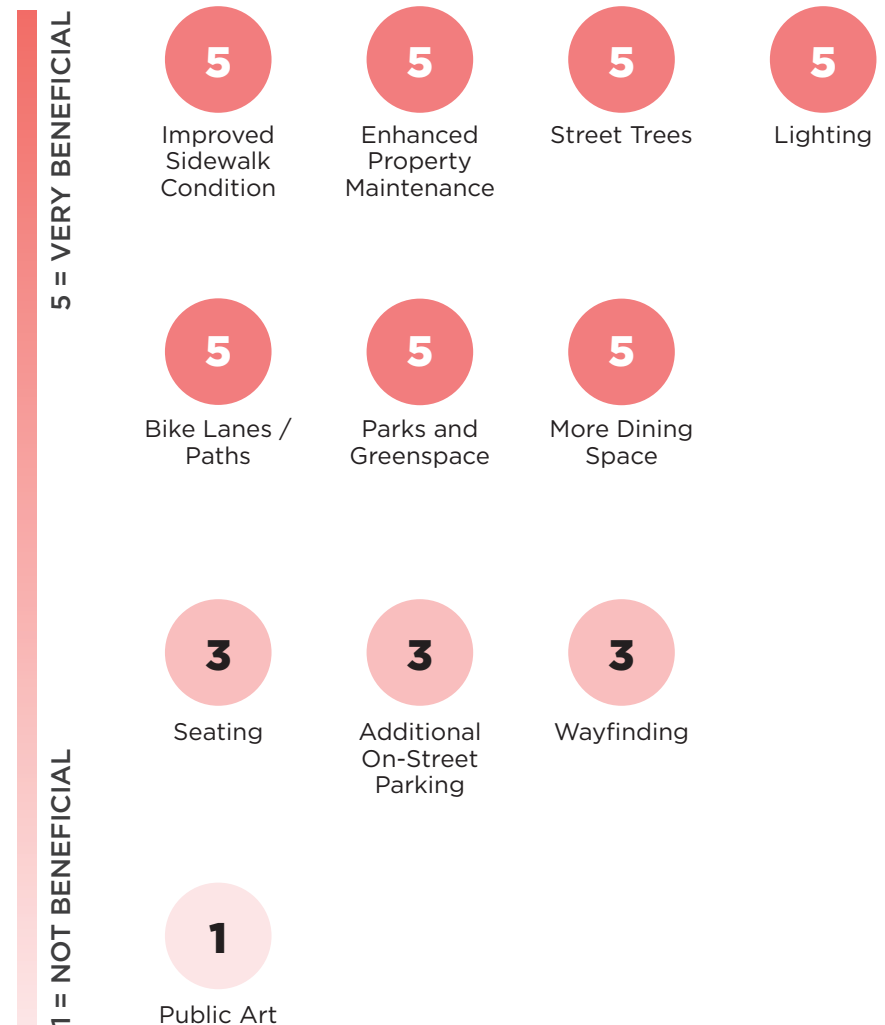 5 = VERY BENEFICIAL
5 5 5 5
Improved Enhanced Street Trees Lighting
Sidewalk Property
Condition Maintenance
5 5 5
Bike Lanes / Parks and More Dining
Paths Greenspace Space
3 3 3
Seating Additional Wayfinding
On-Street
Parking
1 = NOT BENEFICIAL
1
Public Art